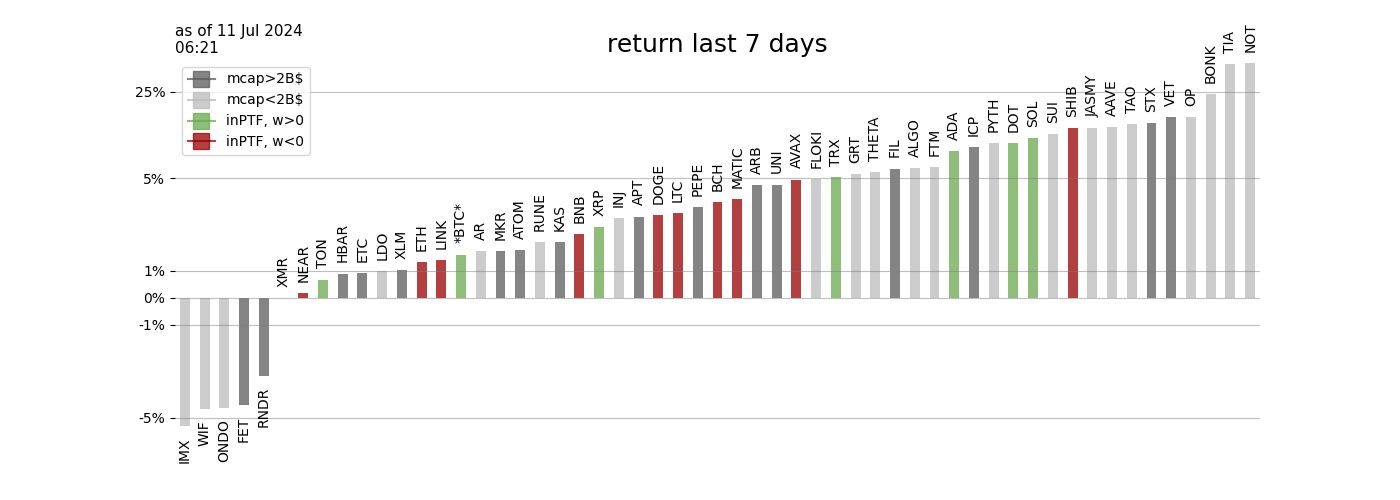 as of 11 Jul 2024
06:21
return last 7 days
mcap>2B$
mcap<2B$
inPTF, w>0
inPTF, w<0
25%
5%
1%
0%
-1%
-5%
IMX
WIF
ONDO
FET
RNDR
XMR
NEAR
TON
HBAR
ETC
LDO
XLM
ETH
LINK
*BTC*
AR
MKR
ATOM
RUNE
KAS
BNB
XRP
INJ
APT
DOGE
LTC
PEPE
BCH
MATIC
ARB
UNI
AVAX
FLOKI
TRX
GRT
THETA
FIL
ALGO
FTM
ADA
ICP
PYTH
DOT
SOL
SUI
SHIB
JASMY
AAVE
TAO
STX
VET
OP
BONK
TIA
NOT